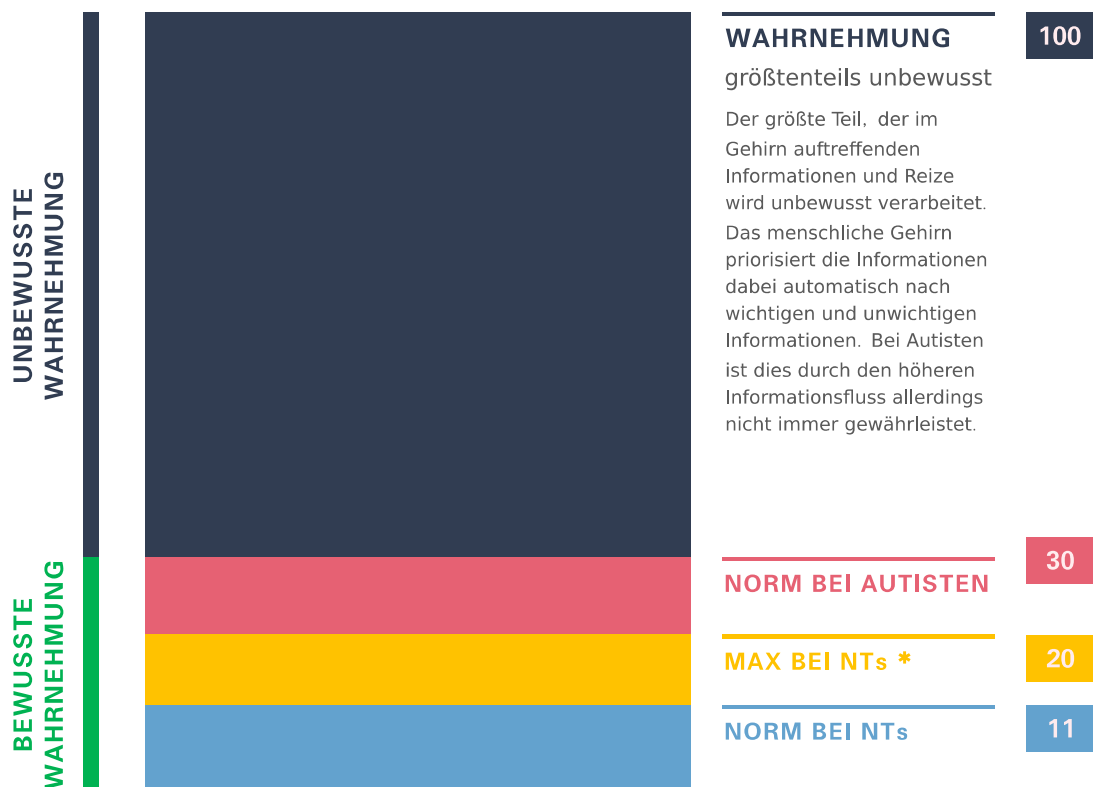 UNBEWUSSTE
WAHRNEHMUNG
BEWUSSTE
WAHRNEHMUNG
WAHRNEHMUNG
größtenteils unbewusst
Der größte Teil, der im
Gehirn auftreffenden
Informationen und Reize
wird unbewusst verarbeitet.
Das menschliche Gehirn
priorisiert die Informationen
dabei automatisch nach
wichtigen und unwichtigen
Informationen. Bei Autisten
ist dies durch den höheren
Informationsfluss allerdings
nicht immer gewährleistet.
100
NORM BEI AUTISTEN
30
MAX BEI NTs *
20
NORM BEI NTs
11